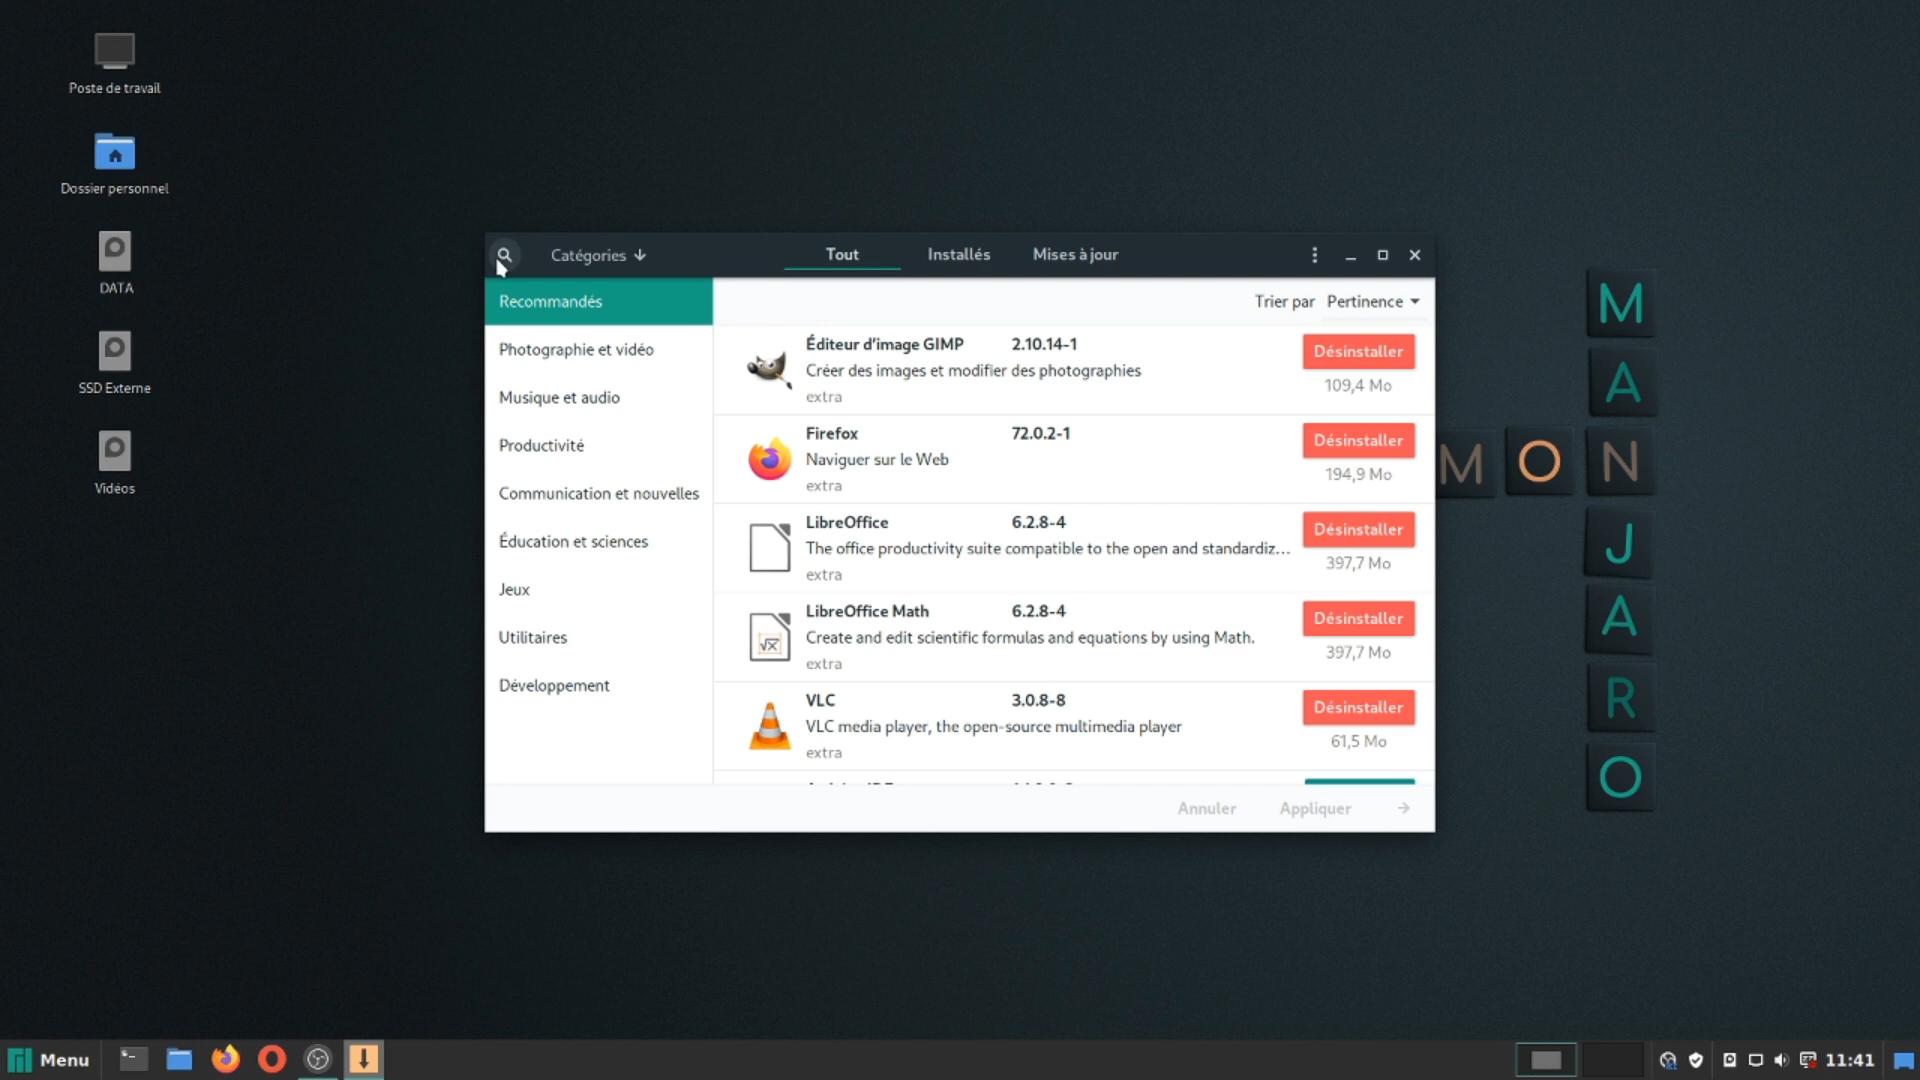 Poste de travail
Dossier personnel
DATA
SSD Externe
Vidéos
Catégories
Tout
Installés
Mises à jour
Recommandés
Photographie et vidéo
Musique et audio
Productivité
Communication et nouvelles
Éducation et sciences
Jeux
Utilitaires
Développement
Trier par Pertinence
Éditeur d'image GIMP 2.10.14-1
Créer des images et modifier des photographies
extra
Désinstaller
109,4 Mo
Firefox 72.0.2-1
Naviguer sur le Web
extra
Désinstaller
194,9 Mo
LibreOffice 6.2.8-4
The office productivity suite compatible to the open and standardiz...
extra
Désinstaller
397,7 Mo
LibreOffice Math 6.2.8-4
Create and edit scientific formulas and equations by using Math.
extra
Désinstaller
397,7 Mo
VLC 3.0.8-8
VLC media player, the open-source multimedia player
extra
Désinstaller
61,5 Mo
Annuler
Appliquer
MON
MANJARO
Menu
11:41